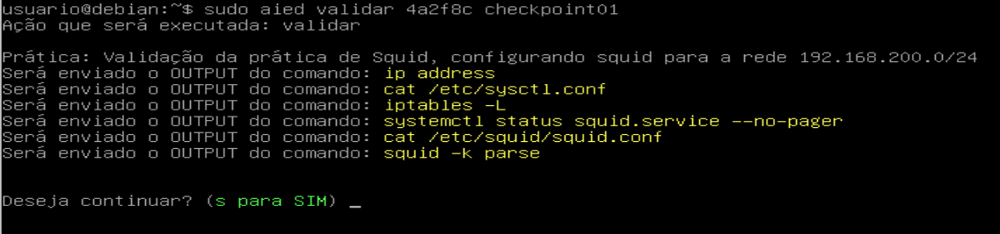 usuario@debian:~$ sudo aied validar 4a2f8c checkpoint01
Ação que será executada: validar
Prática: Validação da prática de Squid, configurando squid para a rede 192.168.200.0/24
Será enviado o OUTPUT do comando: ip address
Será enviado o OUTPUT do comando: cat /etc/sysctl.conf
Será enviado o OUTPUT do comando: iptables -L
Será enviado o OUTPUT do comando: systemctl status squid.service --no-pager
Será enviado o OUTPUT do comando: cat /etc/squid/squid.conf
Será enviado o OUTPUT do comando: squid -k parse
Deseja continuar? (s para SIM) _